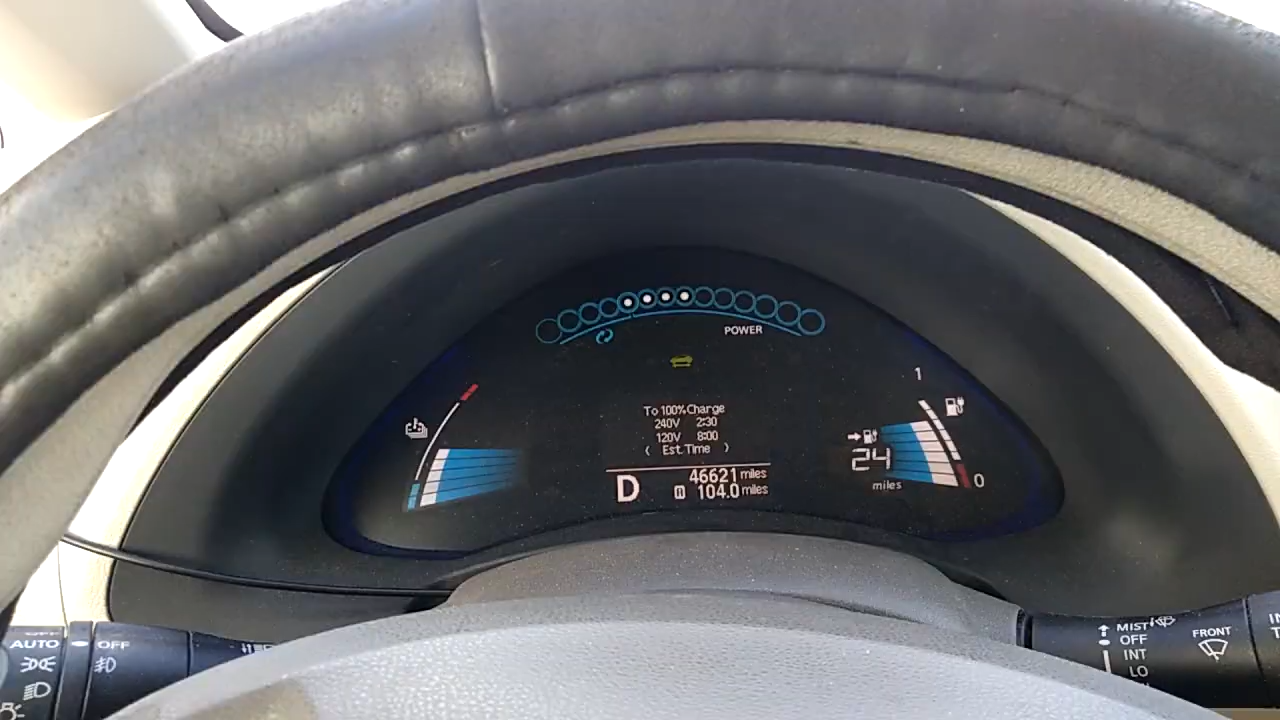 POWER
1
To 100% Charge
240V 2:30
120V 8:00
( Est. Time )
24
miles
0
46621 miles
D
104.0 miles
AUTO
OFF
MIST
OFF
INT
LO
FRONT